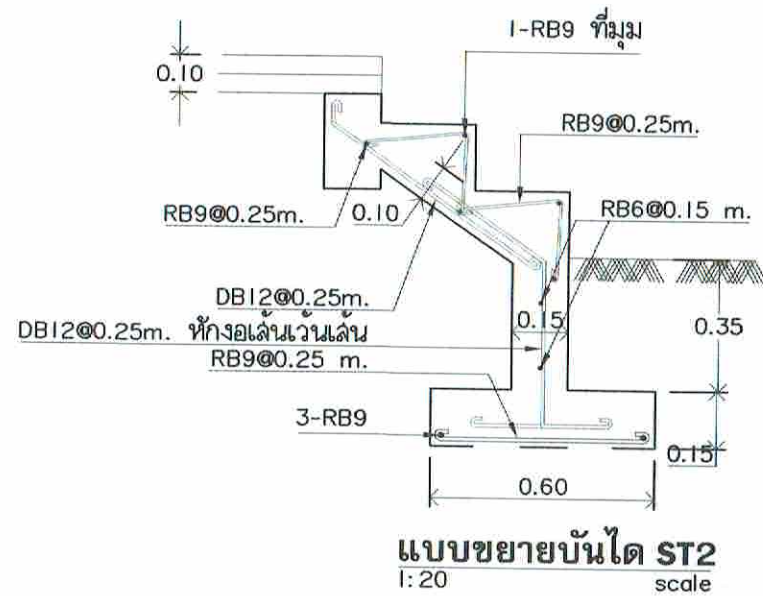 1-RB9 ที่มุม
0.10
RB9@0.25m.
RB9@0.25m.
0.10
RB6@0.15 m.
DB12@0.25m.
0.15
DB12@0.25m. หักงอเส้นเว้นเส้น
0.35
RB9@0.25 m.
3-RB9
0.15
0.60
แบบขยายบันได ST2
1:20 scale